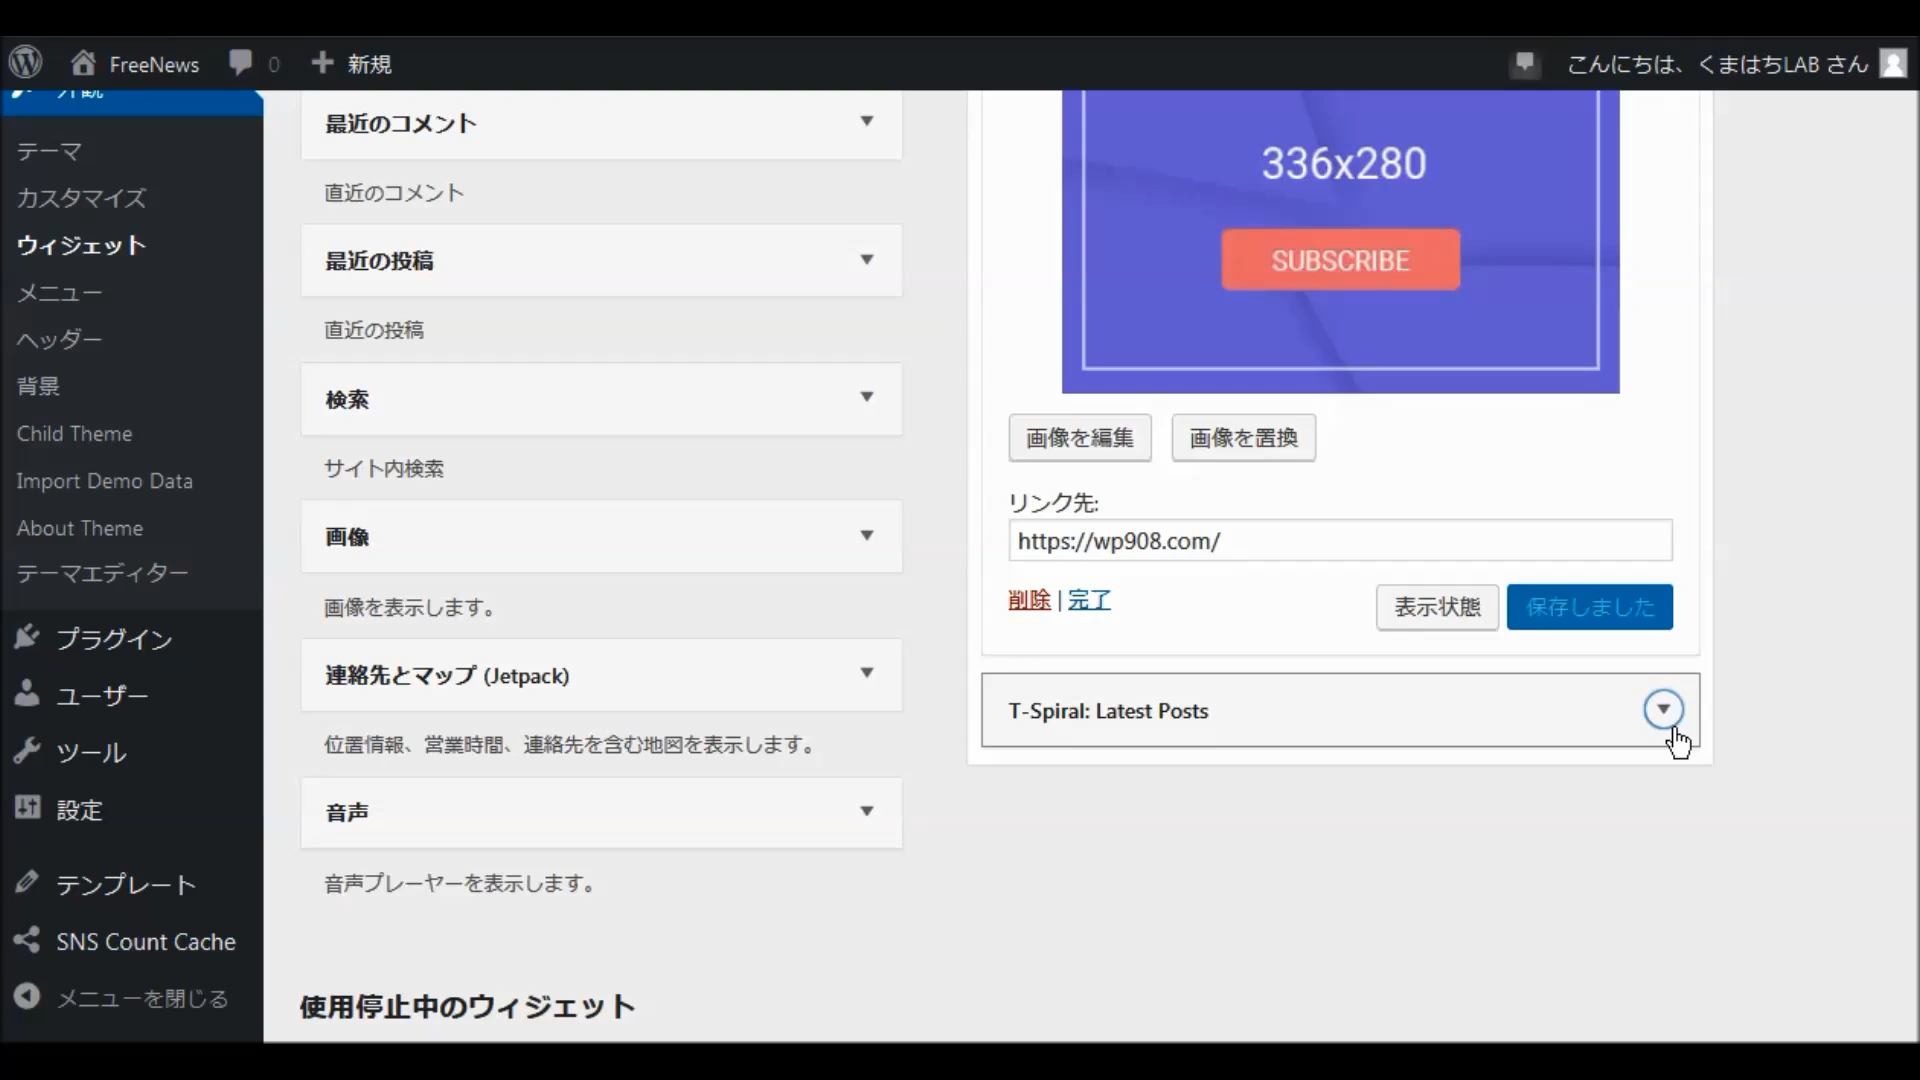 FreeNews
0
新規
こんにちは、くまはちLAB さん
外観
テーマ
カスタマイズ
ウィジェット
メニュー
ヘッダー
背景
Child Theme
Import Demo Data
About Theme
テーマエディター
プラグイン
ユーザー
ツール
設定
テンプレート
SNS Count Cache
メニューを閉じる
最近のコメント
直近のコメント
最近の投稿
直近の投稿
検索
サイト内検索
画像
画像を表示します。
連絡先とマップ (Jetpack)
位置情報、営業時間、連絡先を含む地図を表示します。
音声
音声プレーヤーを表示します。
使用停止中のウィジェット
336x280
SUBSCRIBE
画像を編集 画像を置換
リンク先:
https://wp908.com/
削除 | 完了 表示状態 保存しました
T-Spiral: Latest Posts